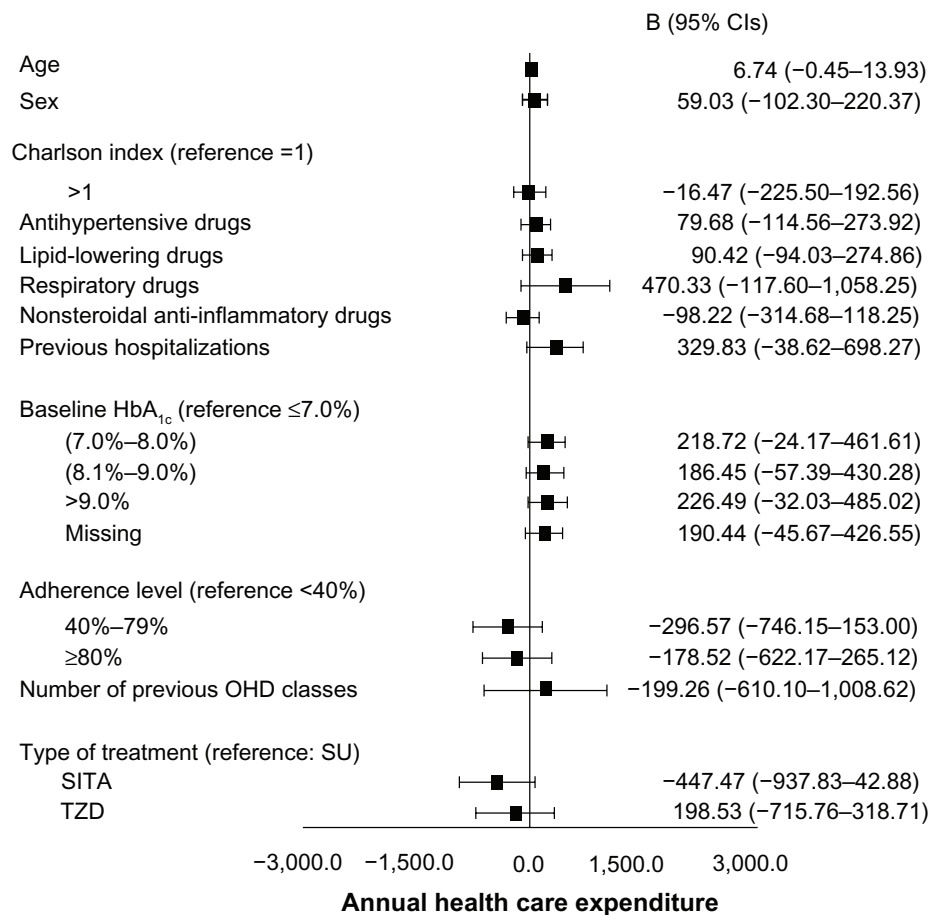 B (95% CIs)
Age 6.74 (−0.45–13.93)
Sex 59.03 (−102.30–220.37)
Charlson index (reference =1)
>1 −16.47 (−225.50–192.56)
Antihypertensive drugs 79.68 (−114.56–273.92)
Lipid-lowering drugs 90.42 (−94.03–274.86)
Respiratory drugs 470.33 (−117.60–1,058.25)
Nonsteroidal anti-inflammatory drugs −98.22 (−314.68–118.25)
Previous hospitalizations 329.83 (−38.62–698.27)
Baseline HbA1c (reference ≤7.0%)
(7.0%–8.0%) 218.72 (−24.17–461.61)
(8.1%–9.0%) 186.45 (−57.39–430.28)
>9.0% 226.49 (−32.03–485.02)
Missing 190.44 (−45.67–426.55)
Adherence level (reference <40%)
40%–79% −296.57 (−746.15–153.00)
≥80% −178.52 (−622.17–265.12)
Number of previous OHD classes −199.26 (−610.10–1,008.62)
Type of treatment (reference: SU)
SITA −447.47 (−937.83–42.88)
TZD 198.53 (−715.76–318.71)
−3,000.0 −1,500.0 0.0 1,500.0 3,000.0
Annual health care expenditure